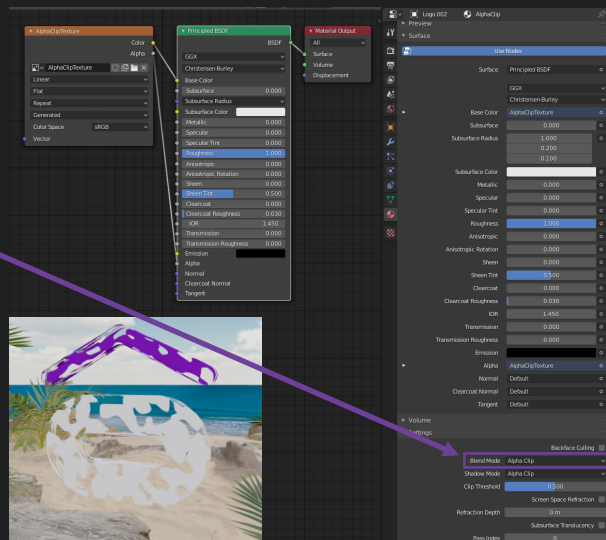 AlphaClipTexture
Color
Alpha
AlphaClipTexture
Linear
Flat
Repeat
Generated
Color Space sRGB
Vector
Principled BSDF
BSDF
GGX
Christensen-Burley
Base Color
Subsurface 0.000
Subsurface Radius
Subsurface Color
Metallic 0.000
Specular 0.000
Specular Tint 0.000
Roughness 1.000
Anisotropic 0.000
Anisotropic Rotation 0.000
Sheen 0.000
Sheen Tint 0.500
Clearcoat 0.000
Clearcoat Roughness 0.030
IOR 1.450
Transmission 0.000
Transmission Roughness 0.000
Emission
Alpha
Normal
Clearcoat Normal
Tangent
Material Output
All
Surface
Volume
Displacement
Logo.002 AlphaClip
Preview
Surface
Use Nodes
Surface Principled BSDF
GGX
Christensen-Burley
Base Color AlphaClipTexture
Subsurface 0.000
Subsurface Radius 1.000
0.200
0.100
Subsurface Color
Metallic 0.000
Specular 0.000
Specular Tint 0.000
Roughness 1.000
Anisotropic 0.000
Anisotropic Rotation 0.000
Sheen 0.000
Sheen Tint 0.500
Clearcoat 0.000
Clearcoat Roughness 0.030
IOR 1.450
Transmission 0.000
Transmission Roughness 0.000
Emission
Alpha AlphaClipTexture
Normal Default
Clearcoat Normal Default
Tangent Default
Volume
Settings
Backface Culling
Blend Mode Alpha Clip
Shadow Mode Alpha Clip
Clip Threshold 0.500
Screen Space Refraction
Refraction Depth 0 m
Subsurface Translucency
Pass Index 0